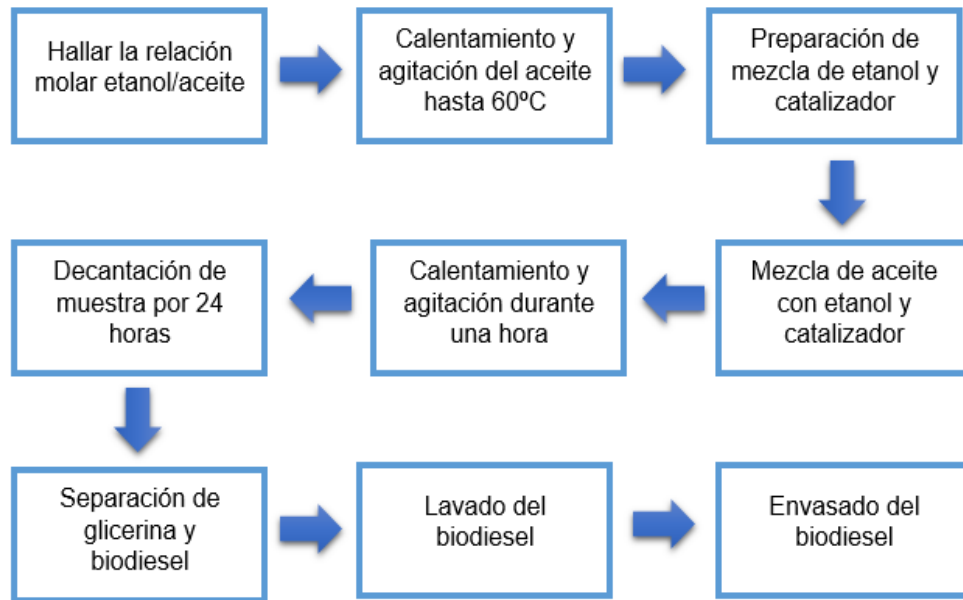 Hallar la relación
molar etanol/aceite
Calentamiento y
agitación del aceite
hasta 60ºC
Preparación de
mezcla de etanol y
catalizador
Mezcla de aceite
con etanol y
catalizador
Calentamiento y
agitación durante
una hora
Decantación de
muestra por 24
horas
Separación de
glicerina y
biodiesel
Lavado del
biodiesel
Envasado del
biodiesel